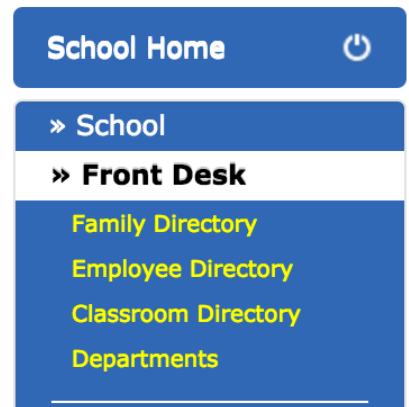 School Home
» School
» Front Desk
Family Directory
Employee Directory
Classroom Directory
Departments